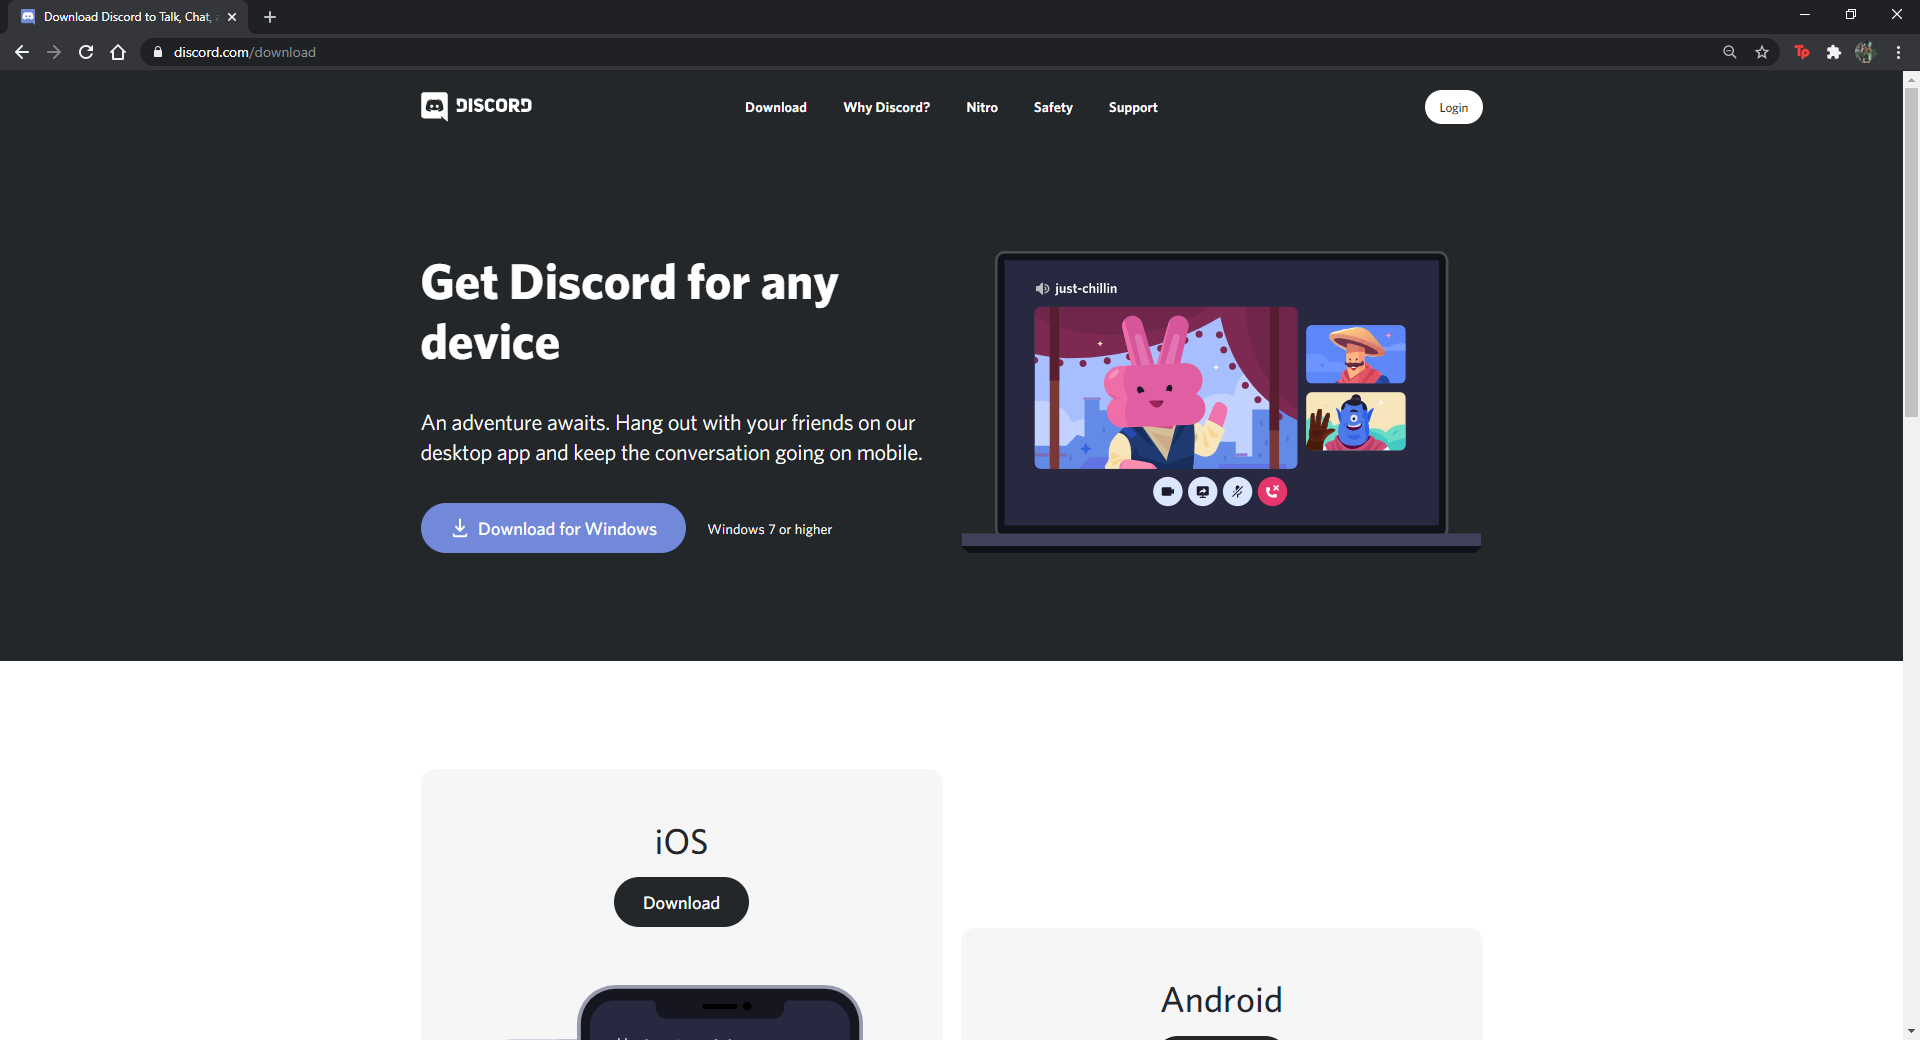 Download Discord to Talk, Chat,
discord.com/download
DISCORD
Download
Why Discord?
Nitro
Safety
Support
Login
Get Discord for any
device
An adventure awaits. Hang out with your friends on our
desktop app and keep the conversation going on mobile.
Download for Windows
Windows 7 or higher
just-chillin
iOS
Download
Android